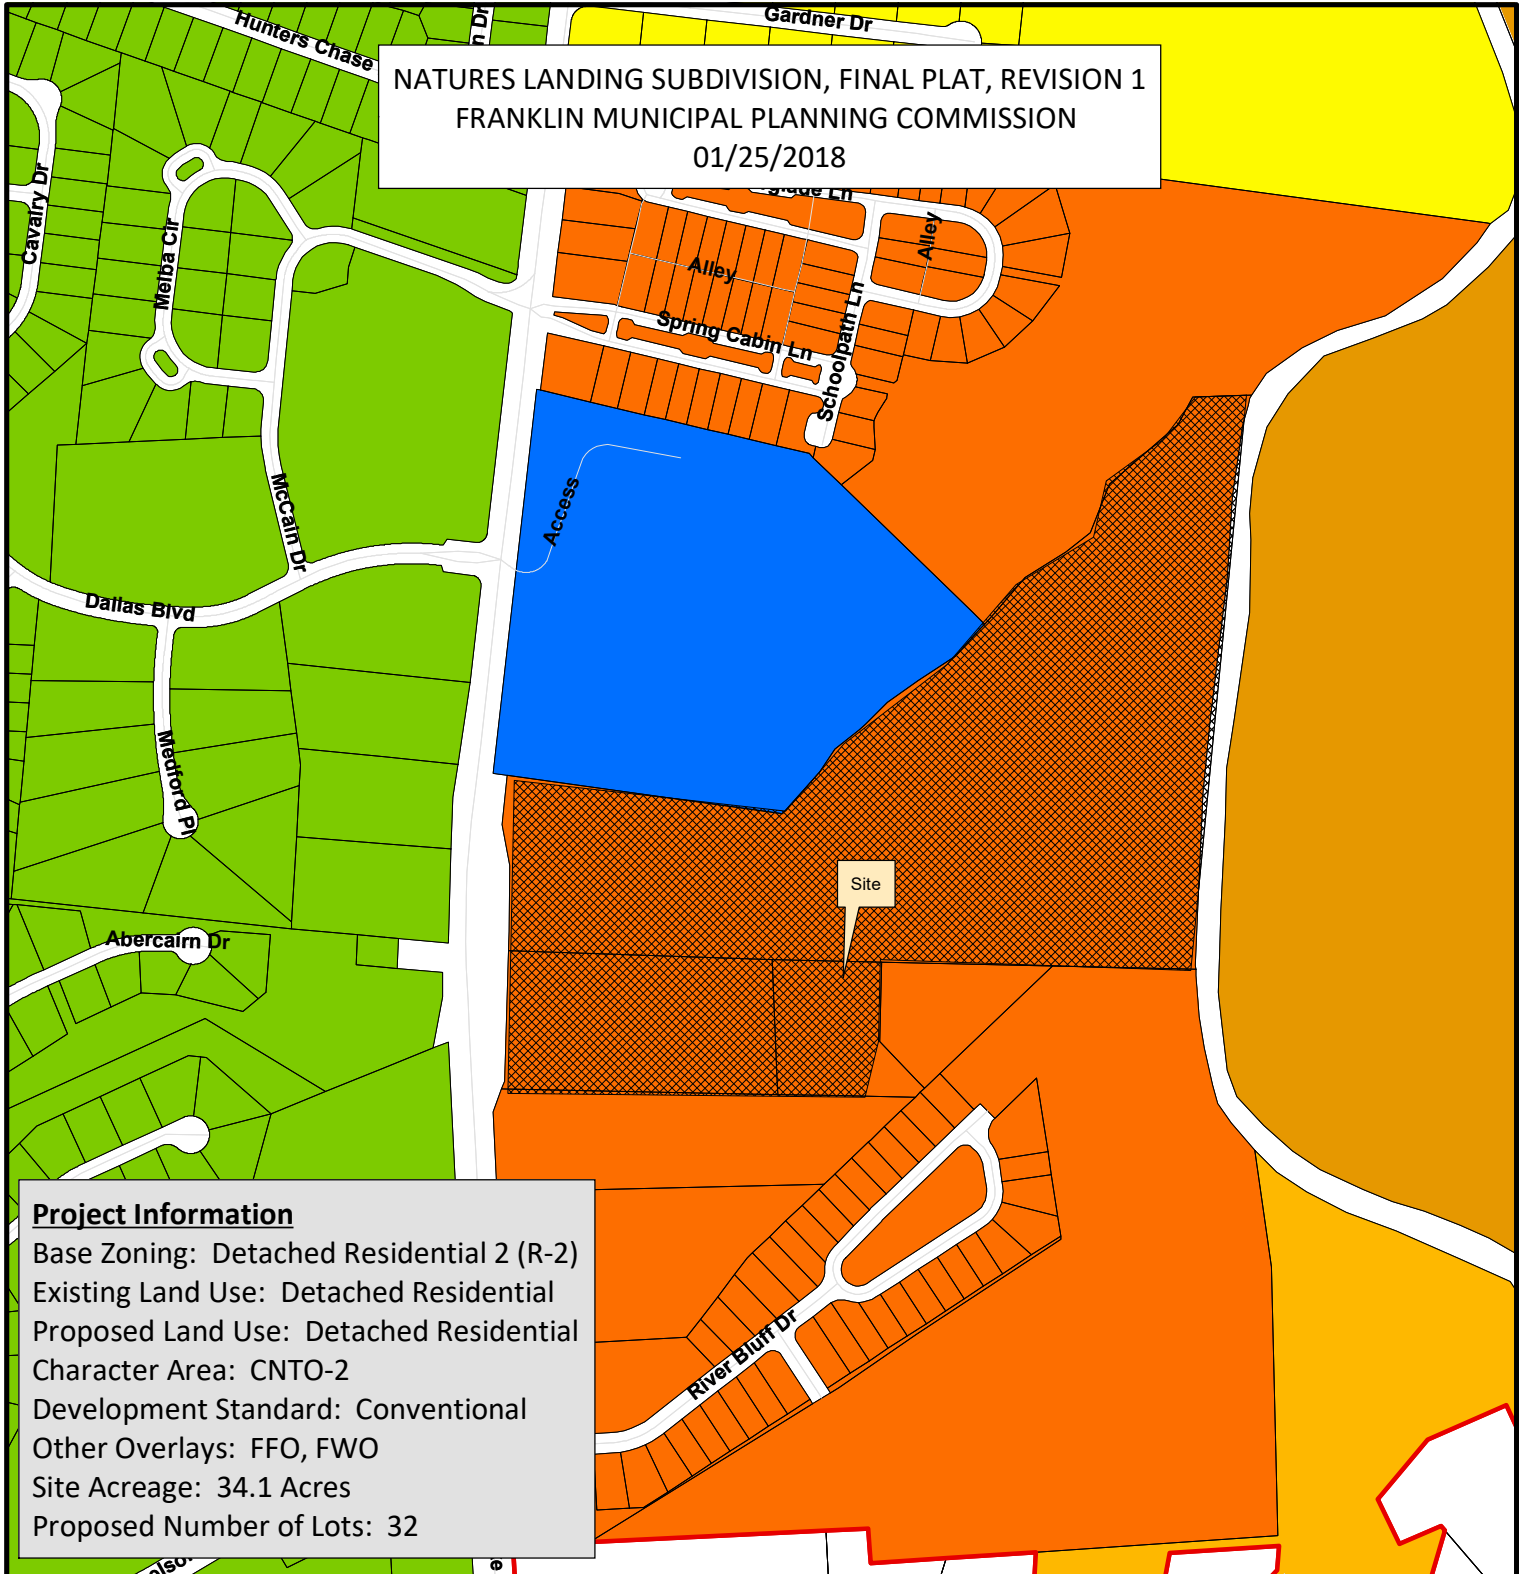 Gardner Dr
Hunters Chase
n Dr
NATURES LANDING SUBDIVISION, FINAL PLAT, REVISION 1
FRANKLIN MUNICIPAL PLANNING COMMISSION
01/25/2018
Cavalry Dr
Melba Cir
glade Ln
Alley
Alley
Spring Cabin Ln
Schoolpath Ln
Access
McCain Dr
Dallas Blvd
Medford Pl
Site
Abercairn Dr
River Bluff Dr
Project Information
Base Zoning: Detached Residential 2 (R-2)
Existing Land Use: Detached Residential
Proposed Land Use: Detached Residential
Character Area: CNTO-2
Development Standard: Conventional
Other Overlays: FFO, FWO
Site Acreage: 34.1 Acres
Proposed Number of Lots: 32
elso
e